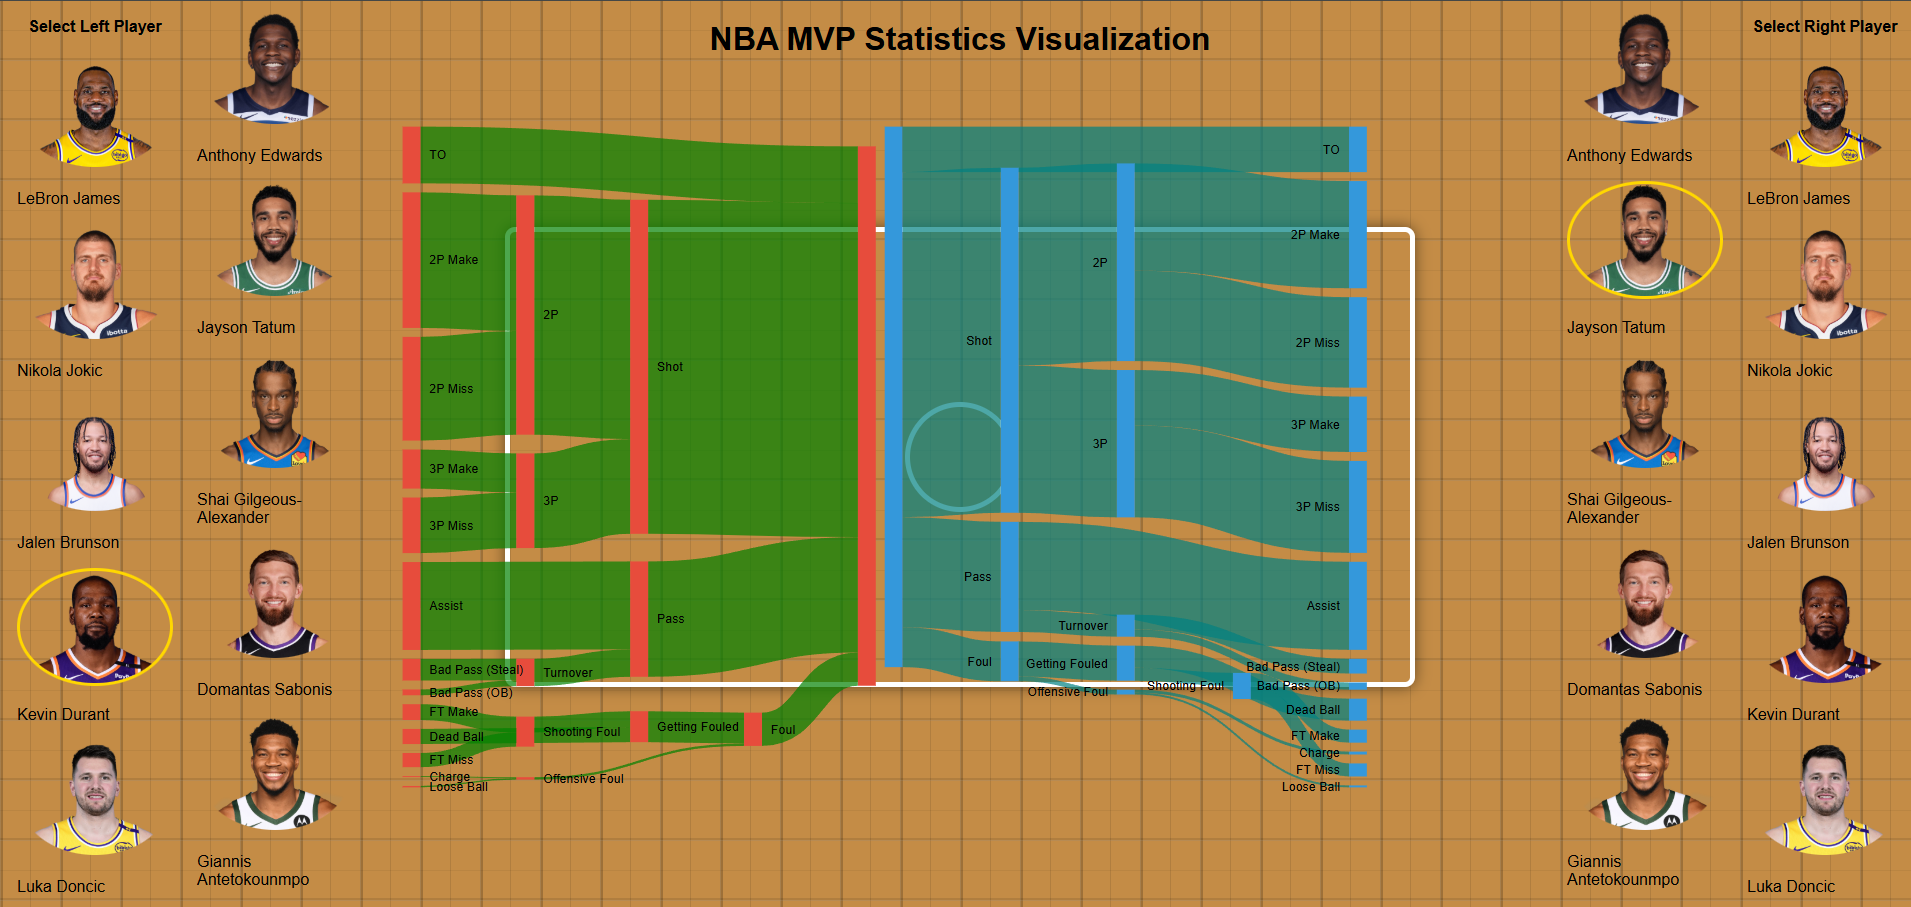 NBA MVP Statistics Visualization
Select Left Player
LeBron James
Nikola Jokic
Jalen Brunson
Kevin Durant
Luka Doncic
Anthony Edwards
Jayson Tatum
Shai Gilgeous-
Alexander
Domantas Sabonis
Giannis
Antetokounmpo
TO
2P Make
2P Miss
3P Make
3P Miss
Assist
Bad Pass (Steal)
Bad Pass (OB)
FT Make
Dead Ball
FT Miss
Charge
Loose Ball
2P
3P
Turnover
Shooting Foul
Offensive Foul
Shot
Pass
Getting Fouled
Foul
Shot
Pass
Foul
2P
3P
Turnover
Getting Fouled
Offensive Foul
Shooting Foul
TO
2P Make
2P Miss
3P Make
3P Miss
Assist
Bad Pass (Steal)
Bad Pass (OB)
Dead Ball
FT Make
Charge
FT Miss
Loose Ball
Select Right Player
Anthony Edwards
Jayson Tatum
Shai Gilgeous-
Alexander
Domantas Sabonis
Giannis
Antetokounmpo
LeBron James
Nikola Jokic
Jalen Brunson
Kevin Durant
Luka Doncic
ibotta
ibotta